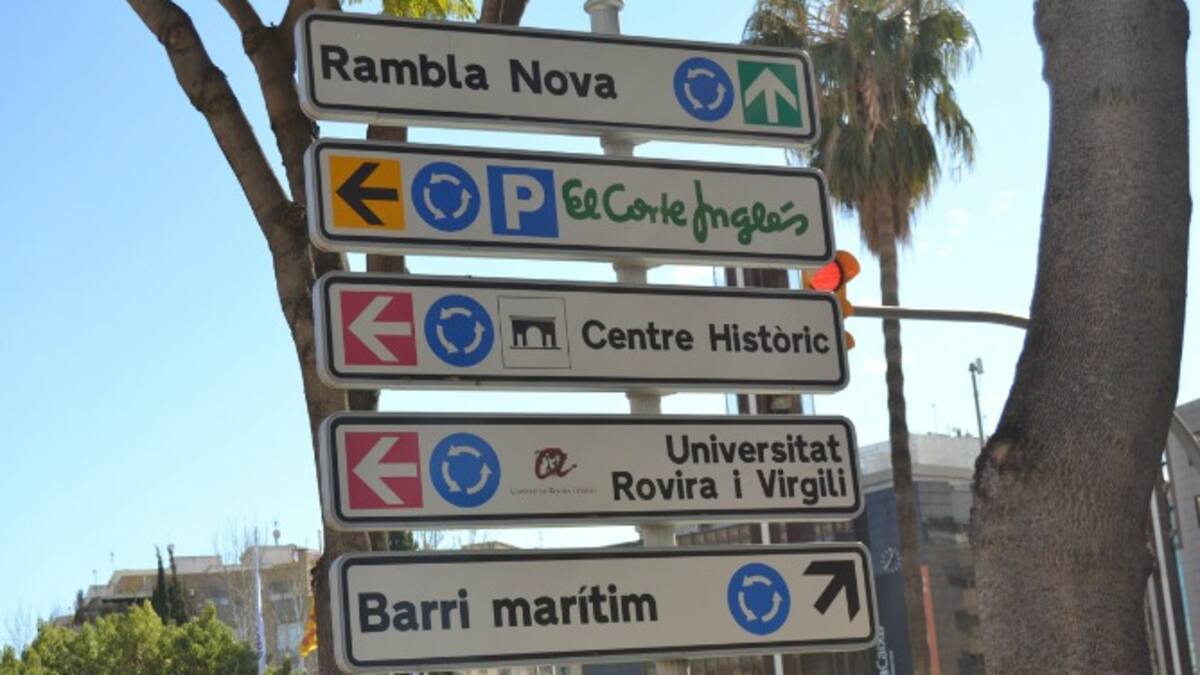 Rambla Nova
P El Corte Inglés
Centre Històric
Universitat
Rovira i Virgili
Barri marítim